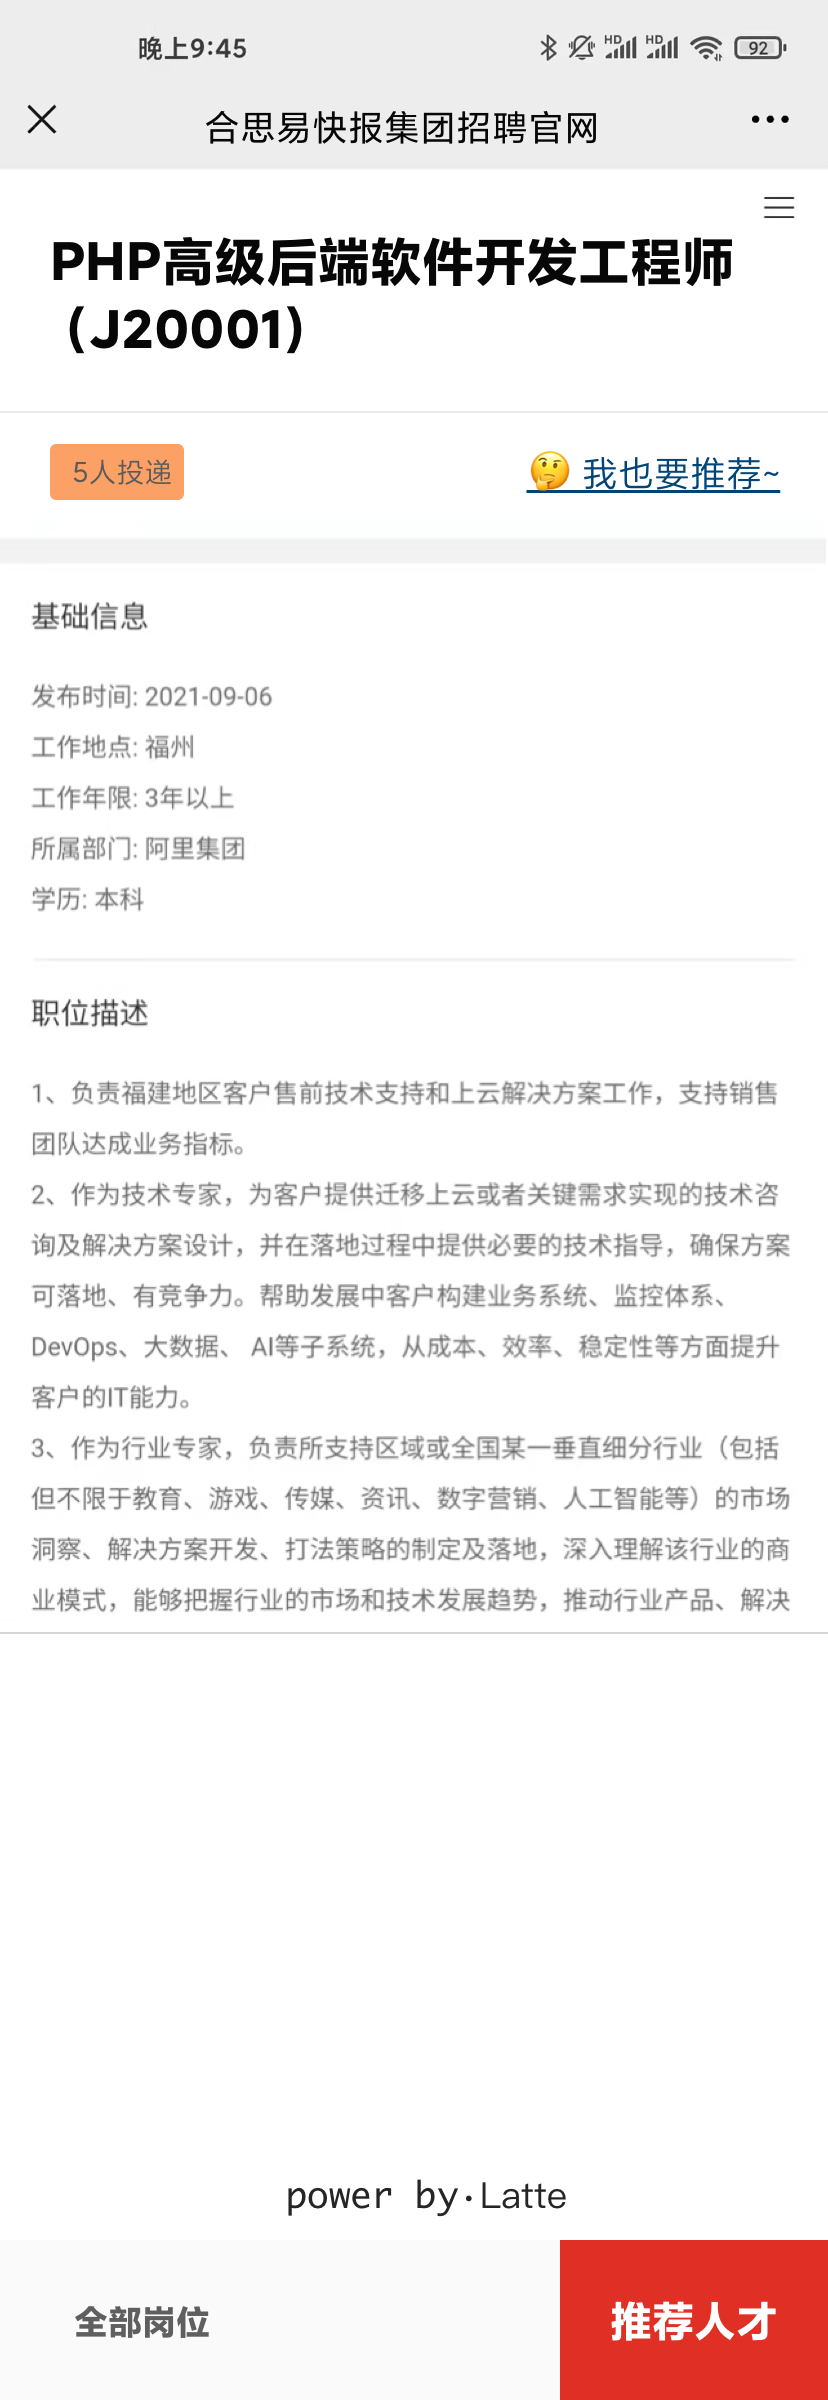 晚上9:45
HD HD 92
合思易快报集团招聘官网
PHP高级后端软件开发工程师
（J20001）
5人投递
🤔 我也要推荐~
基础信息
发布时间: 2021-09-06
工作地点: 福州
工作年限: 3年以上
所属部门: 阿里集团
学历: 本科
职位描述
1、负责福建地区客户售前技术支持和上云解决方案工作，支持销售
团队达成业务指标。
2、作为技术专家，为客户提供迁移上云或者关键需求实现的技术咨
询及解决方案设计，并在落地过程中提供必要的技术指导，确保方案
可落地、有竞争力。帮助发展中客户构建业务系统、监控体系、
DevOps、大数据、 AI等子系统，从成本、效率、稳定性等方面提升
客户的IT能力。
3、作为行业专家，负责所支持区域或全国某一垂直细分行业（包括
但不限于教育、游戏、传媒、资讯、数字营销、人工智能等）的市场
洞察、解决方案开发、打法策略的制定及落地，深入理解该行业的商
业模式，能够把握行业的市场和技术发展趋势，推动行业产品、解决
power by·Latte
全部岗位
推荐人才